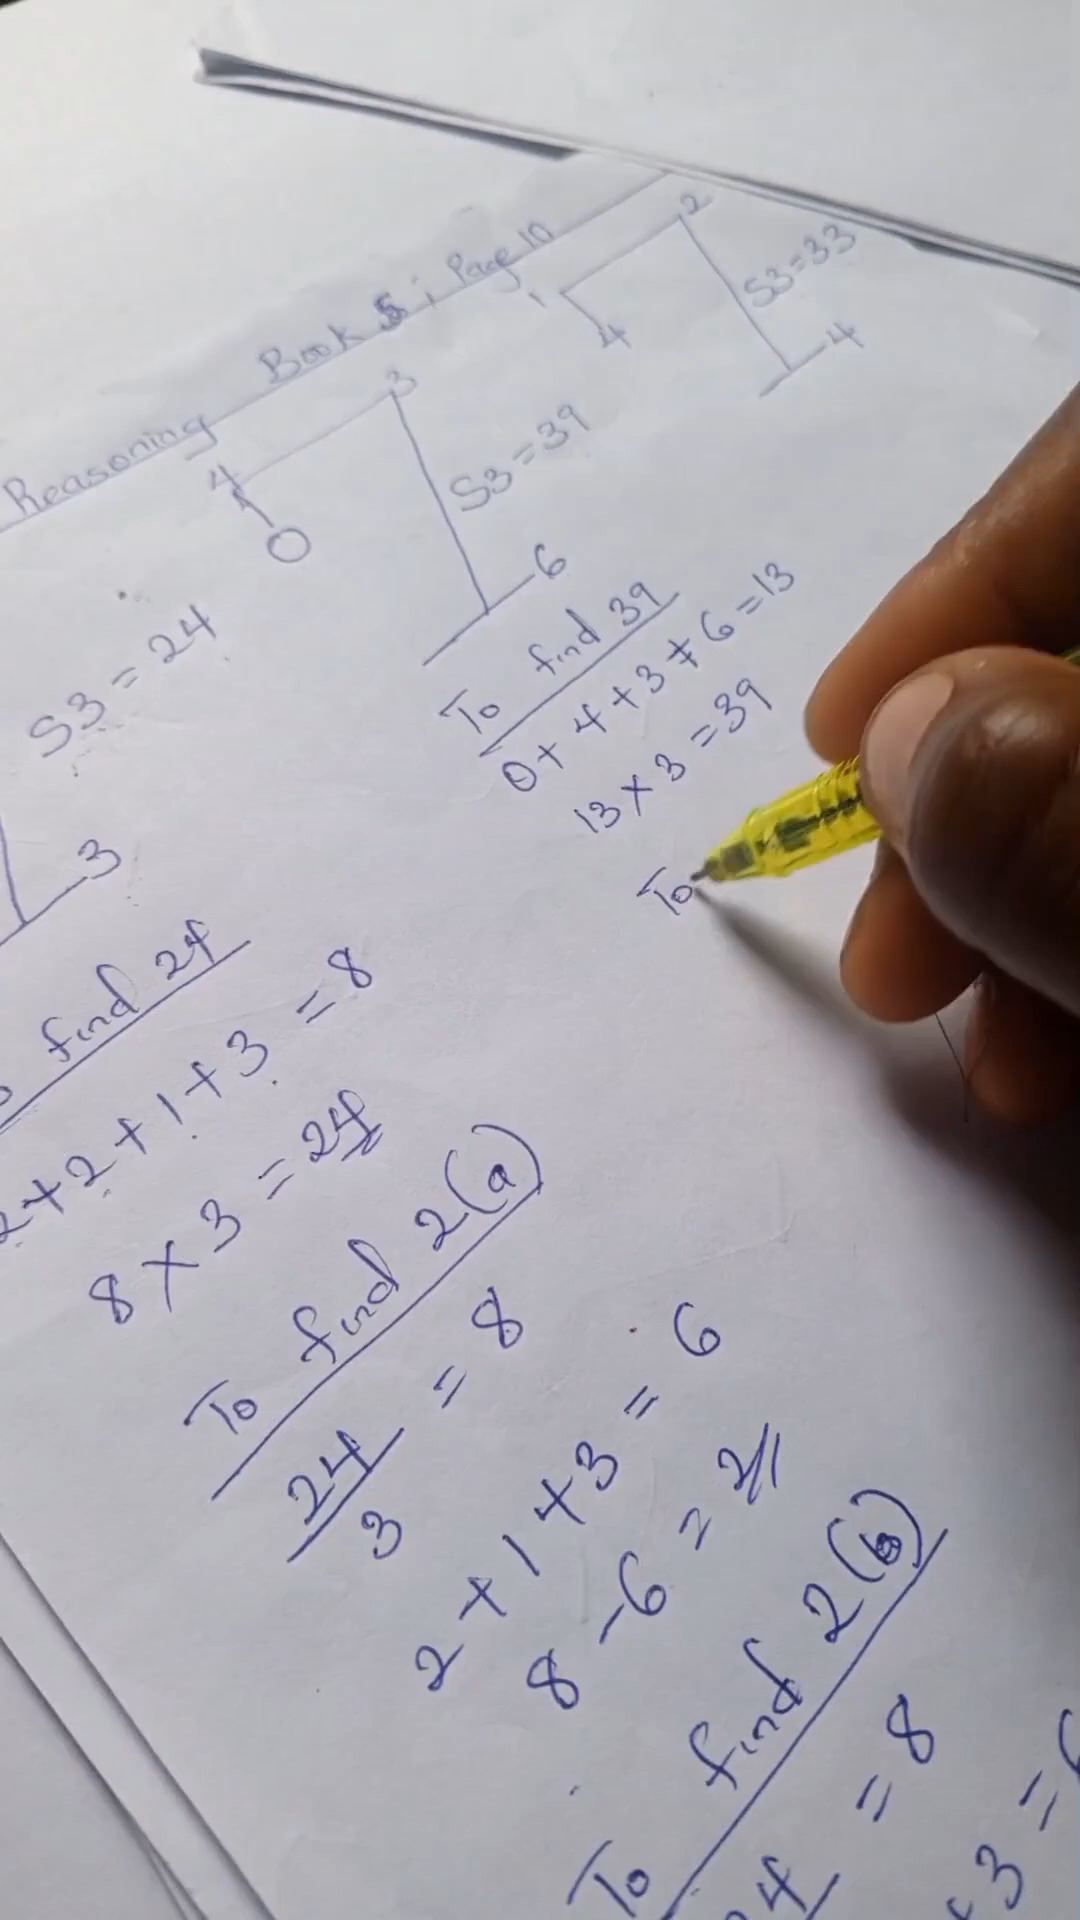 Reasoning Book 5; Page 10
S3=24
3
4
3
0
S3=39
6
1
2
4
S3=33
4
find 24
2+2+1+3=8
8×3=24
To find 2(a)
24/3=8
2+1+3=6
8-6=2
To find 2(b)
=8
3=
To find 39
0+4+3+6=13
13×3=39
To